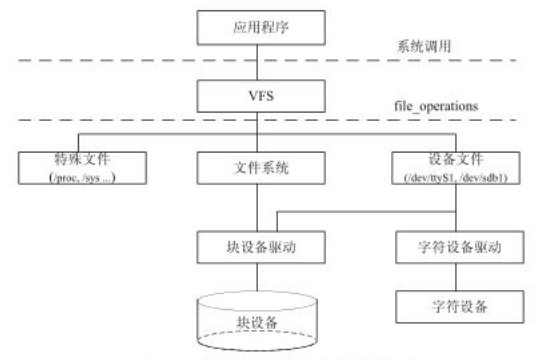 应用程序
系统调用
VFS
file_operations
特殊文件
(/proc, /sys ...)
文件系统
设备文件
(/dev/ttyS1, /dev/sdb1)
块设备驱动
字符设备驱动
块设备
字符设备